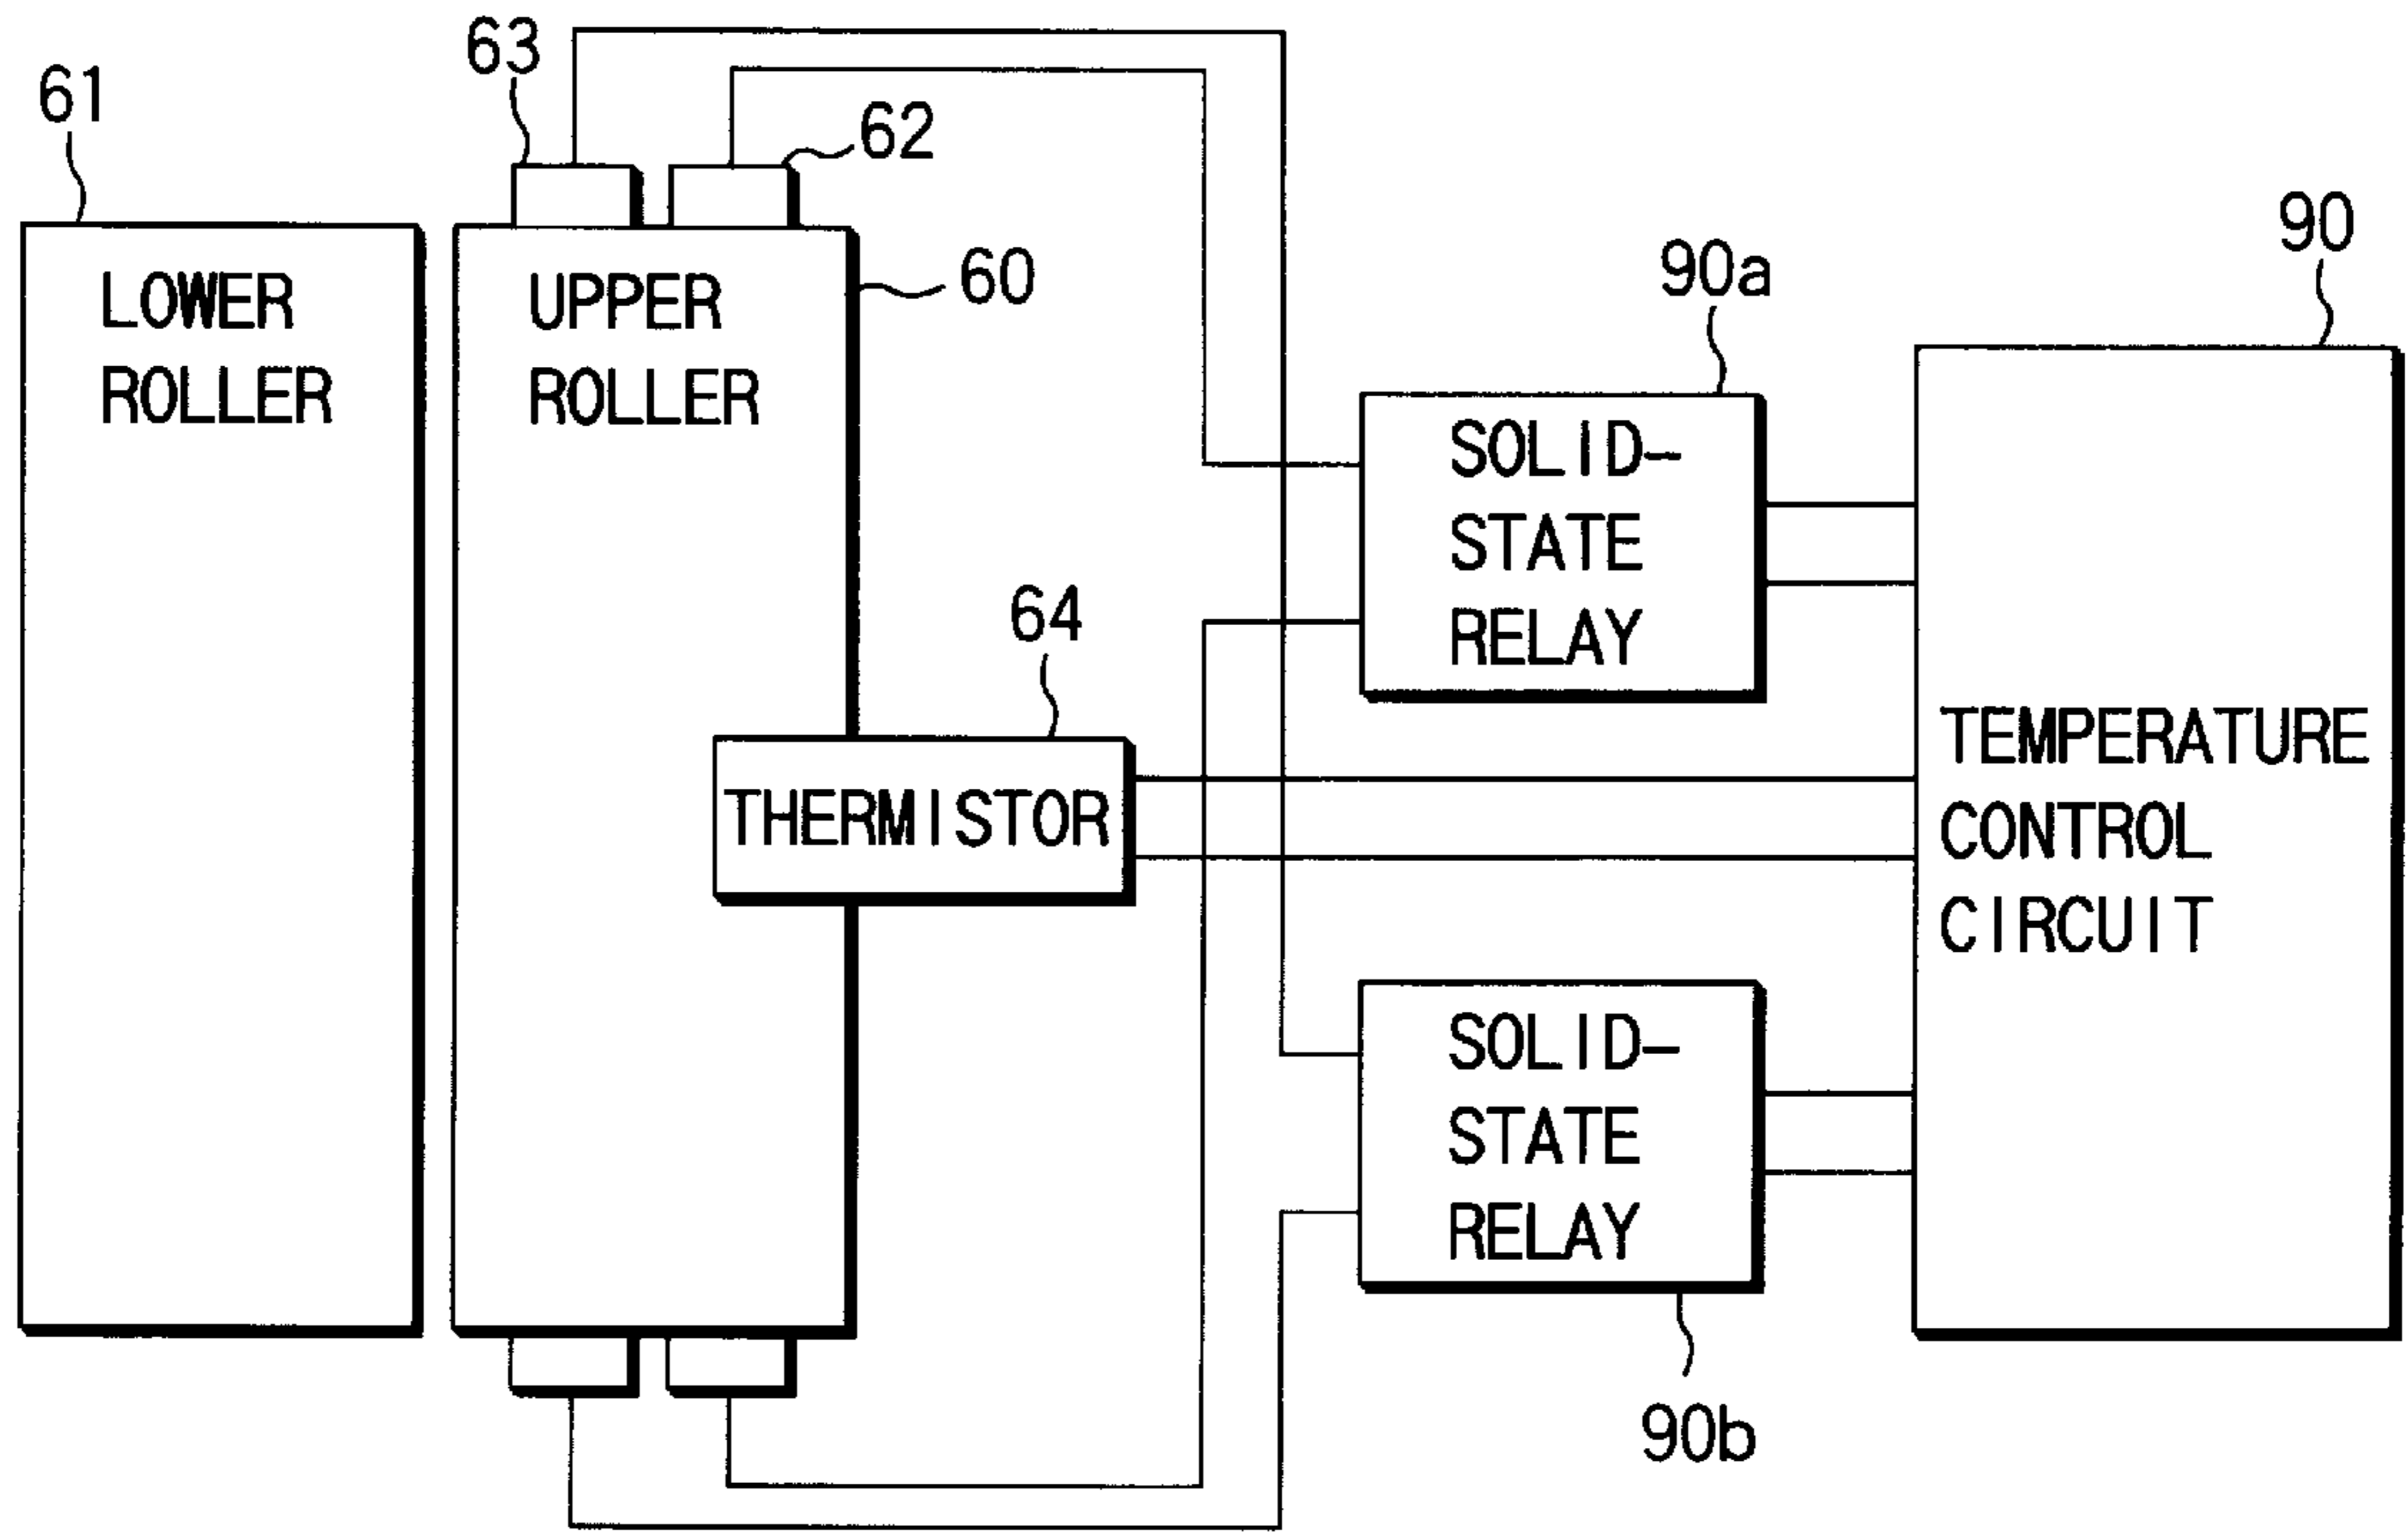 63
61
62
90
60
90a
LOWER
ROLLER
UPPER
ROLLER
SOLID-
STATE
RELAY
64
THERMISTOR
TEMPERATURE
CONTROL
CIRCUIT
SOLID-
STATE
RELAY
90b